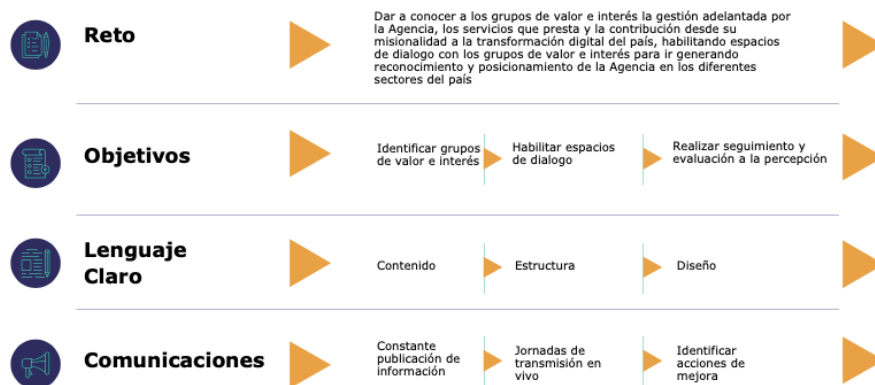 Reto
Dar a conocer a los grupos de valor e interés la gestión adelantada por
la Agencia, los servicios que presta y la contribución desde su
misionalidad a la transformación digital del país, habilitando espacios
de dialogo con los grupos de valor e interés para ir generando
reconocimiento y posicionamiento de la Agencia en los diferentes
sectores del país
Objetivos
Identificar grupos
de valor e interés
Habilitar espacios
de dialogo
Realizar seguimiento y
evaluación a la percepción
Lenguaje
Claro
Contenido
Estructura
Diseño
Comunicaciones
Constante
publicación de
información
Jornadas de
transmisión en
vivo
Identificar
acciones de
mejora